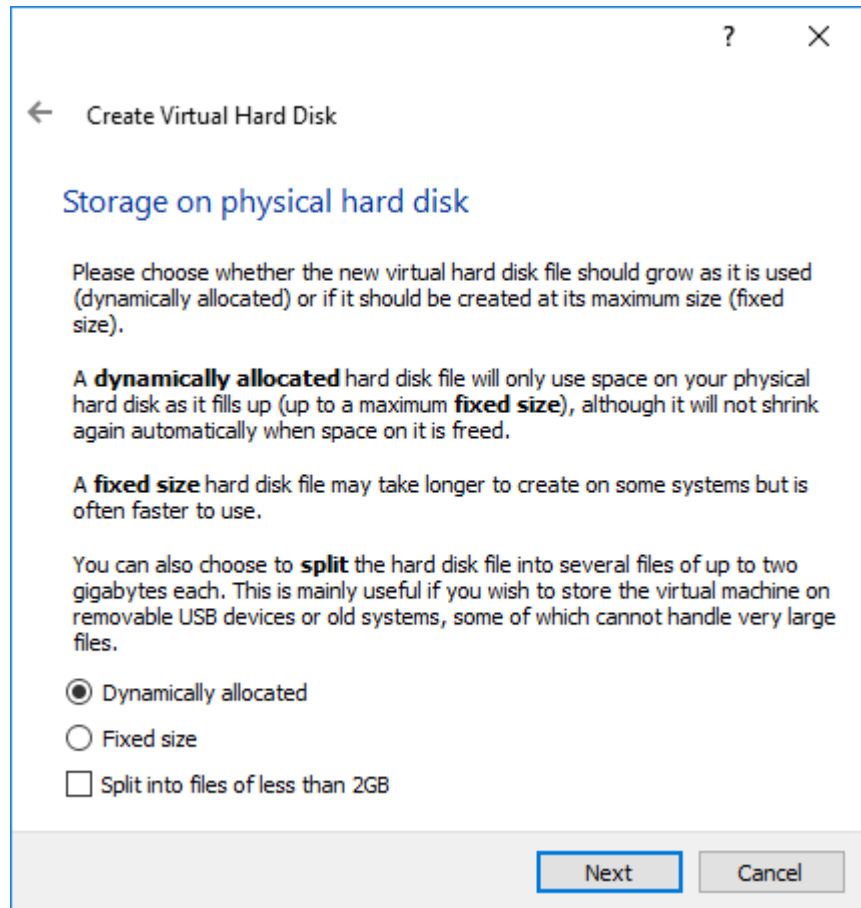 ?
Create Virtual Hard Disk
Storage on physical hard disk
Please choose whether the new virtual hard disk file should grow as it is used
(dynamically allocated) or if it should be created at its maximum size (fixed
size).
A dynamically allocated hard disk file will only use space on your physical
hard disk as it fills up (up to a maximum fixed size), although it will not shrink
again automatically when space on it is freed.
A fixed size hard disk file may take longer to create on some systems but is
often faster to use.
You can also choose to split the hard disk file into several files of up to two
gigabytes each. This is mainly useful if you wish to store the virtual machine on
removable USB devices or old systems, some of which cannot handle very large
files.
Dynamically allocated
Fixed size
Split into files of less than 2GB
Next Cancel